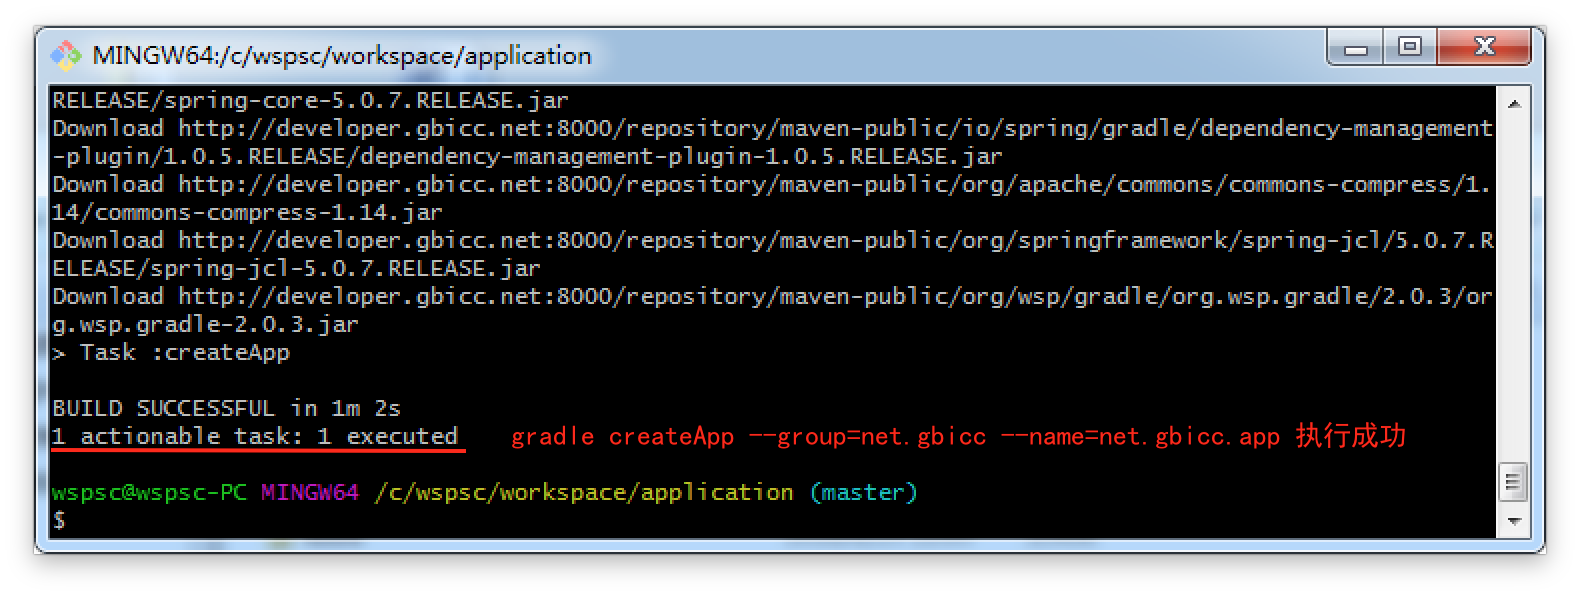 MINGW64:/c/wspsc/workspace/application
RELEASE/spring-core-5.0.7.RELEASE.jar
Download http://developer.gbicc.net:8000/repository/maven-public/io/spring/gradle/dependency-management
-plugin/1.0.5.RELEASE/dependency-management-plugin-1.0.5.RELEASE.jar
Download http://developer.gbicc.net:8000/repository/maven-public/org/apache/commons/commons-compress/1.
14/commons-compress-1.14.jar
Download http://developer.gbicc.net:8000/repository/maven-public/org/springframework/spring-jcl/5.0.7.R
ELEASE/spring-jcl-5.0.7.RELEASE.jar
Download http://developer.gbicc.net:8000/repository/maven-public/org/wsp/gradle/org.wsp.gradle/2.0.3/or
g.wsp.gradle-2.0.3.jar
> Task :createApp
BUILD SUCCESSFUL in 1m 2s
1 actionable task: 1 executed gradle createApp --group=net.gbicc --name=net.gbicc.app 执行成功
wspsc@wspsc-PC MINGW64 /c/wspsc/workspace/application (master)
$